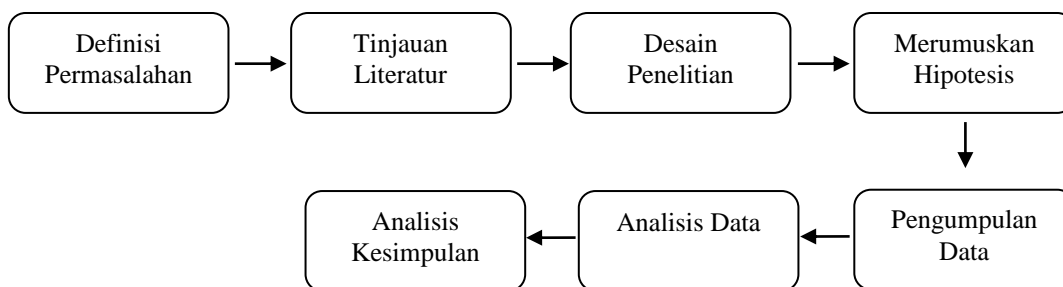 Definisi
Permasalahan
Tinjauan
Literatur
Desain
Penelitian
Merumuskan
Hipotesis
Pengumpulan
Data
Analisis Data
Analisis
Kesimpulan